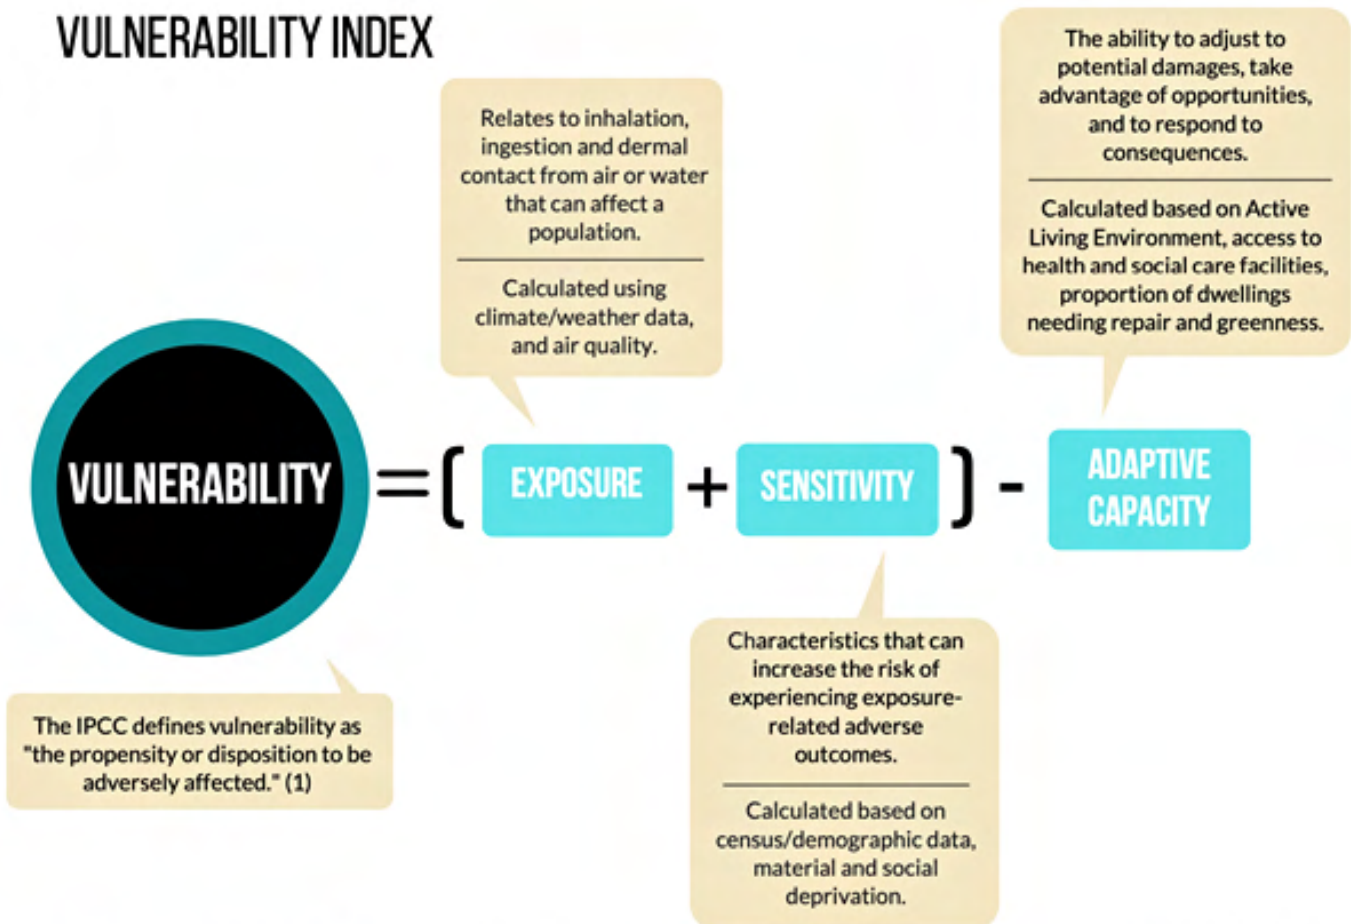 VULNERABILITY INDEX
Relates to inhalation,
ingestion and dermal
contact from air or water
that can affect a
population.
Calculated using
climate/weather data,
and air quality.
The ability to adjust to
potential damages, take
advantage of opportunities,
and to respond to
consequences.
Calculated based on Active
Living Environment, access to
health and social care facilities,
proportion of dwellings
needing repair and greenness.
VULNERABILITY = ( EXPOSURE + SENSITIVITY ) - ADAPTIVE
CAPACITY
The IPCC defines vulnerability as
"the propensity or disposition to be
adversely affected." (1)
Characteristics that can
increase the risk of
experiencing exposure-
related adverse
outcomes.
Calculated based on
census/demographic data,
material and social
deprivation.